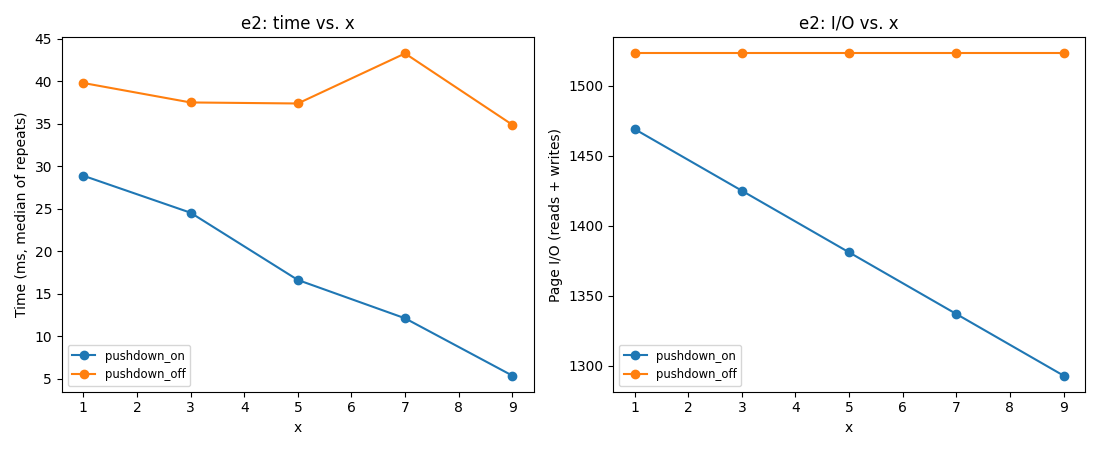 e2: time vs. x
Time (ms, median of repeats)
45
40
35
30
25
20
15
10
5
pushdown_on
pushdown_off
1 2 3 4 5 6 7 8 9
x
e2: I/O vs. x
Page I/O (reads + writes)
1500
1450
1400
1350
1300
pushdown_on
pushdown_off
1 2 3 4 5 6 7 8 9
x